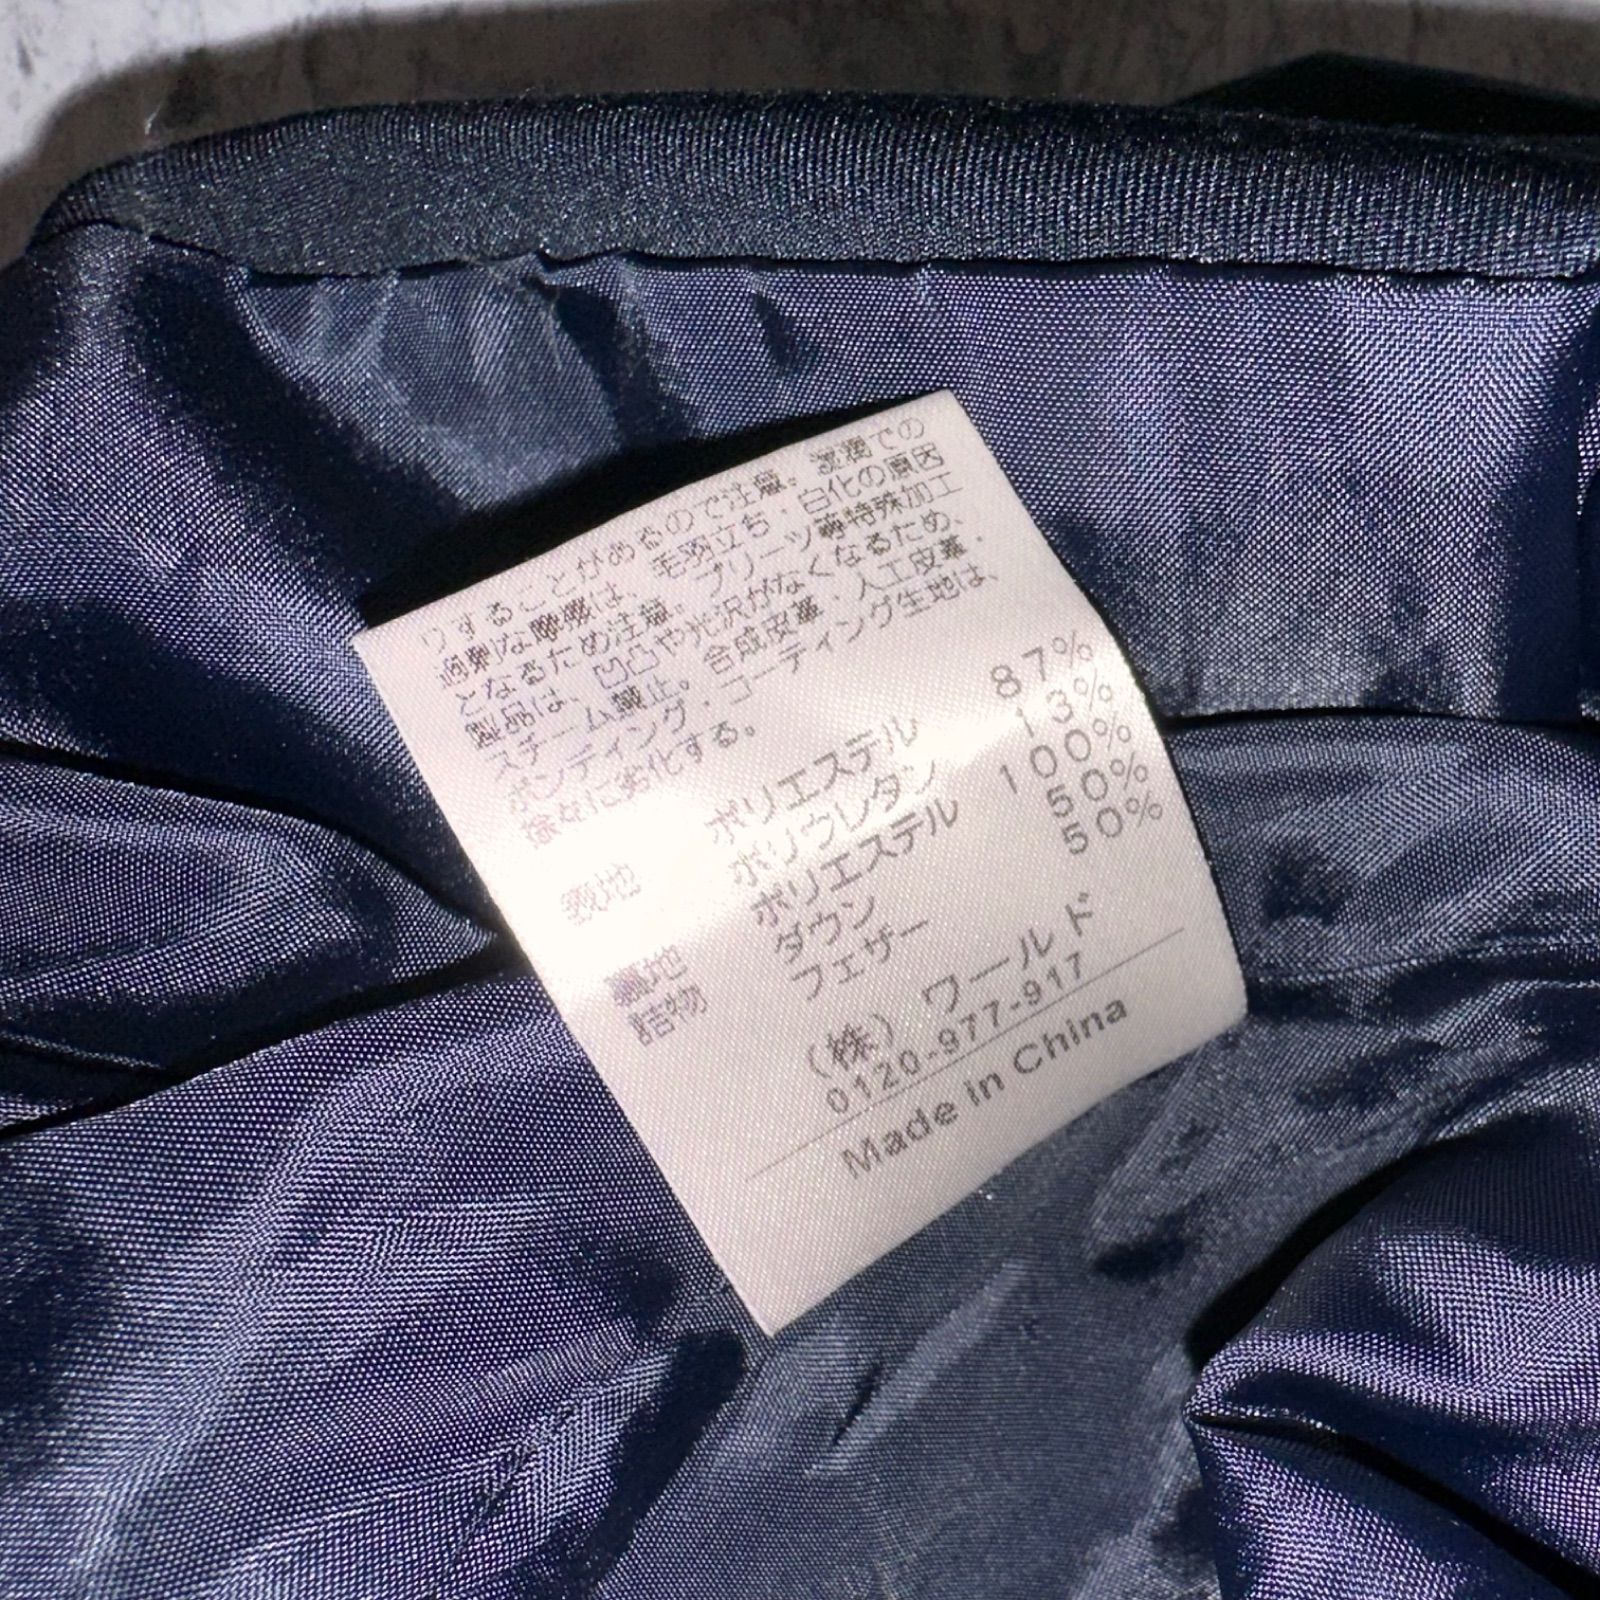 りすることがあるので注意。湿潤での
過剰な摩擦は、毛羽立ち・白化の原因
となるため注意。プリーツ等特殊加工
製品は、凹凸や光沢がなくなるため、
スチーム禁止。合成皮革・人工皮革・
ボンディング・コーティング生地は、
徐々に劣化する。
表地 ポリエステル 87%
ポリウレタン 13%
裏地 ポリエステル 100%
詰物 ダウン 50%
フェザー 50%
(株) ワールド
0120-977-917
Made in China